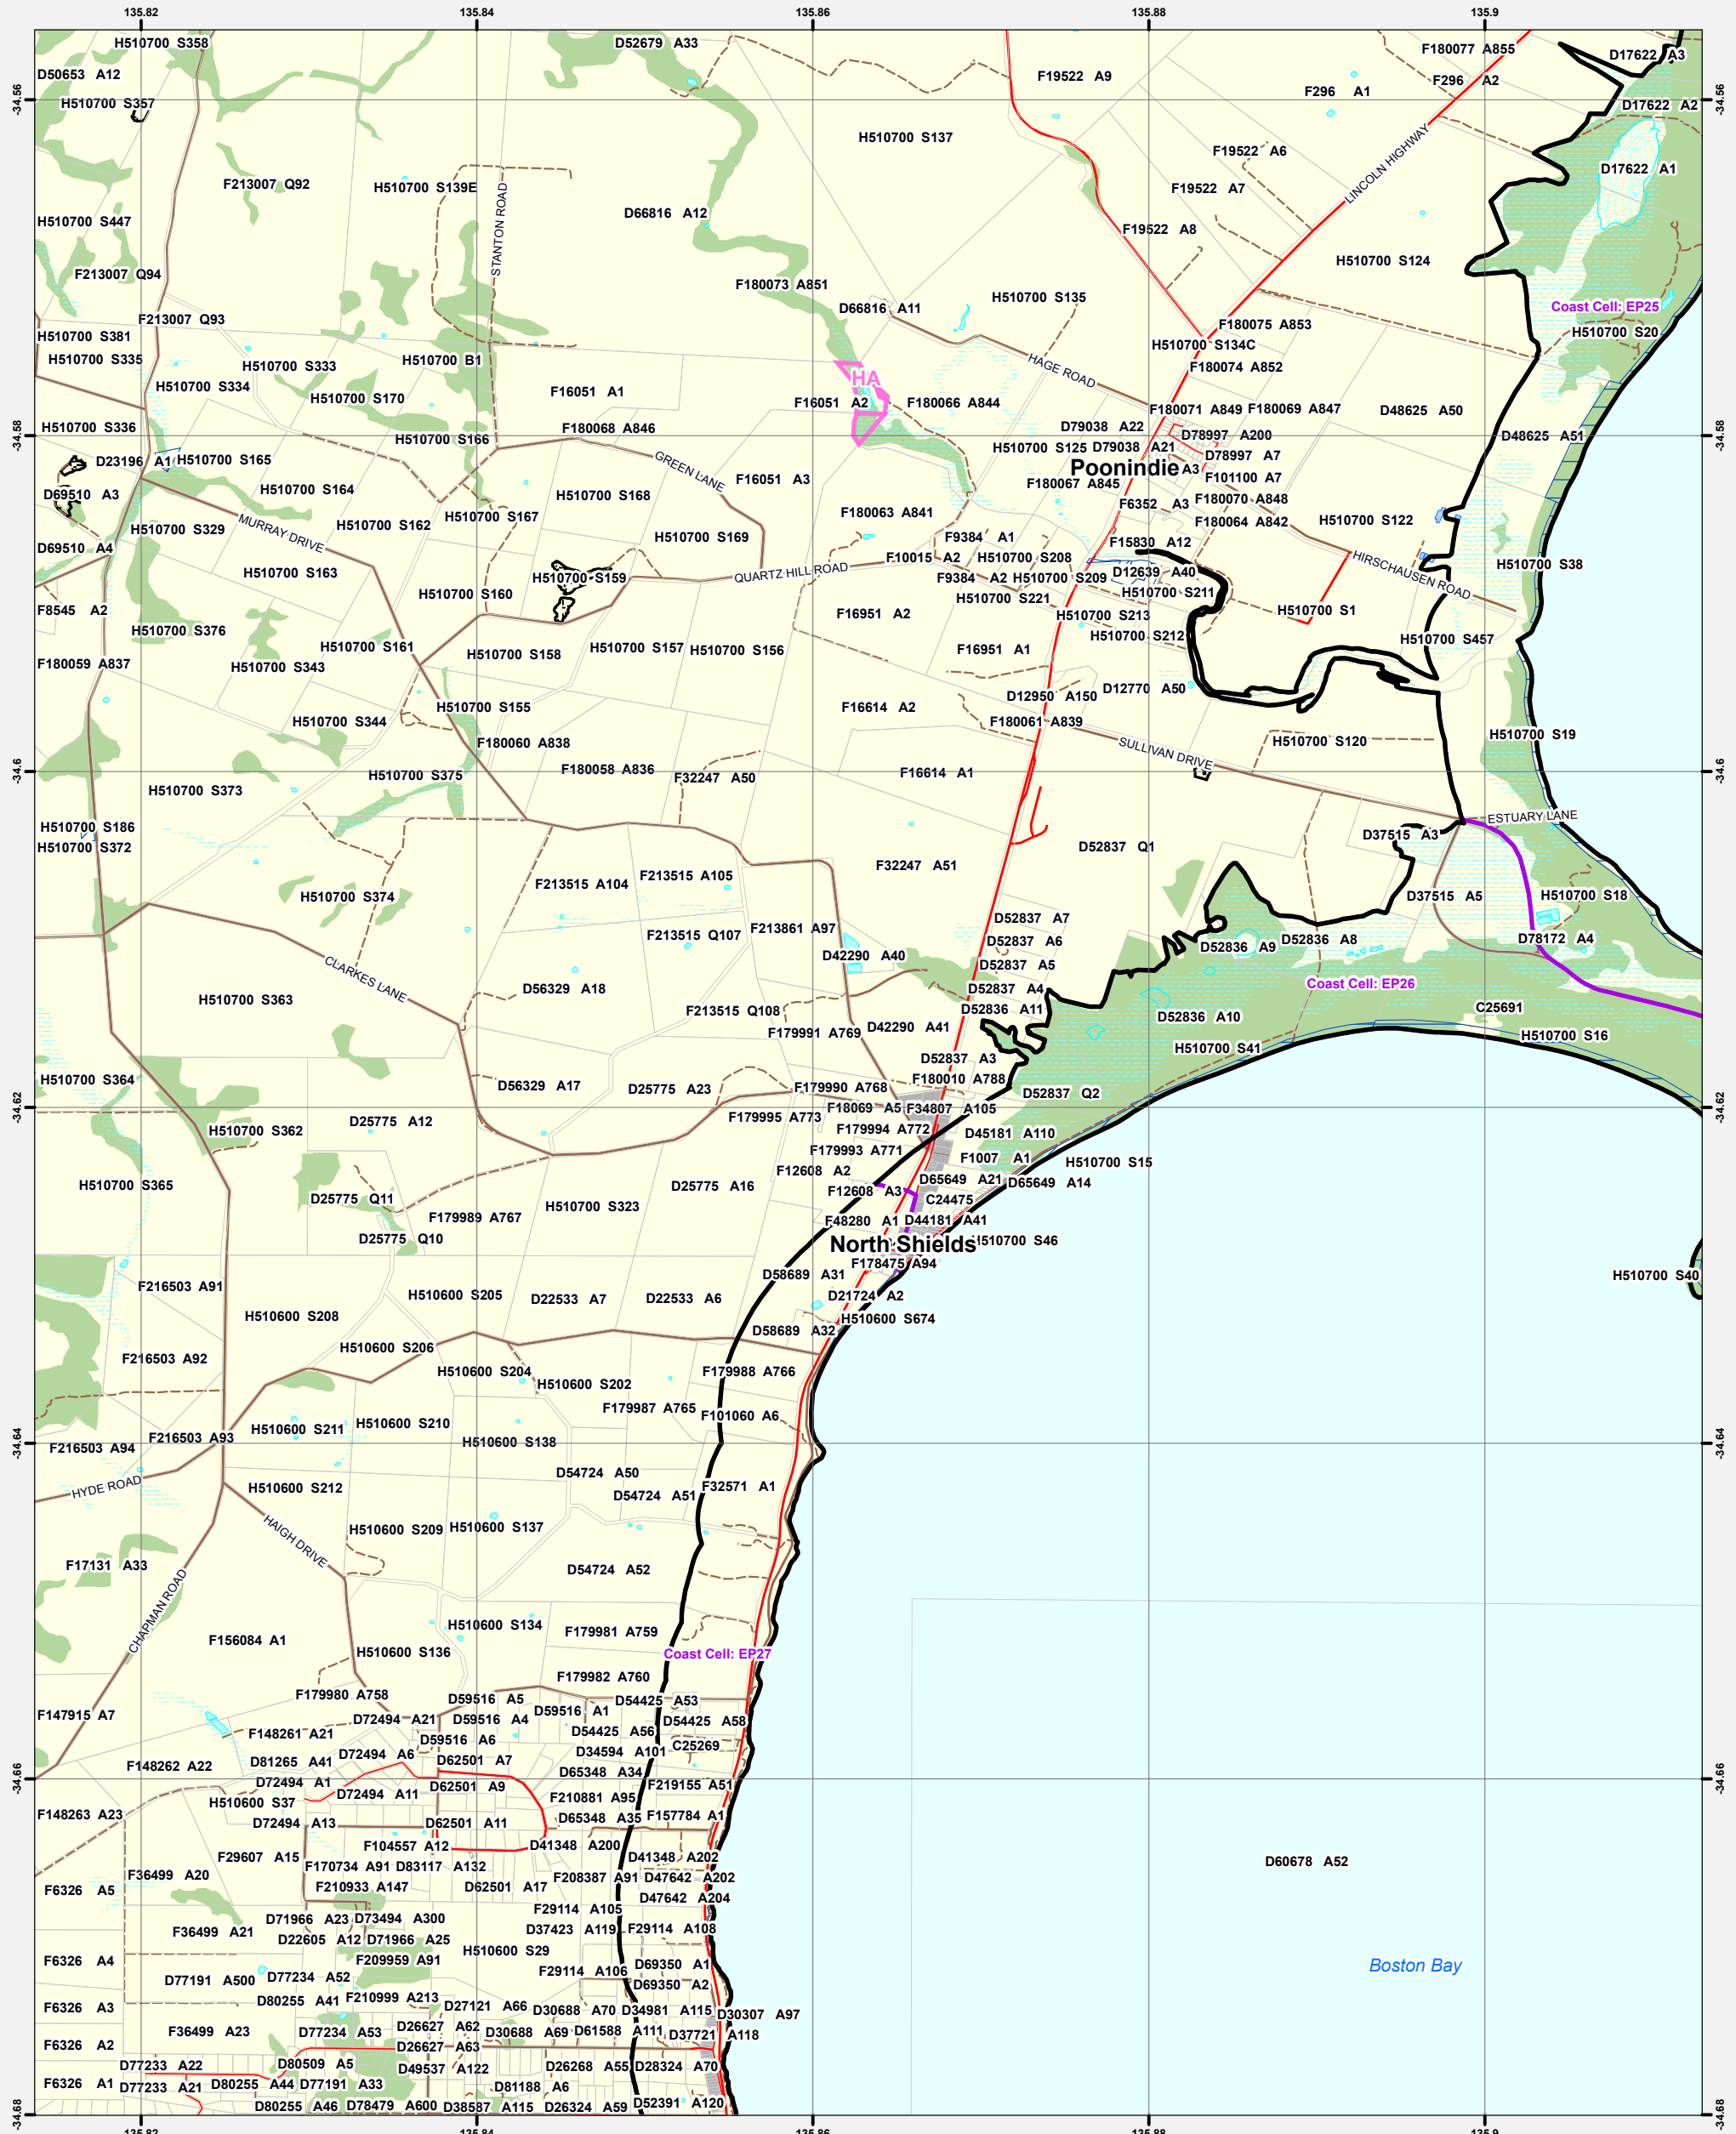 135.82 135.84 135.86 135.88 135.9
H510700 S358
D52679 A33
F180077 A855
D17622 A3
D50653 A12
F19522 A9
F296 A2
F296 A1
H510700 S357
D17622 A2
-34.56 -34.56
H510700 S137
LINCOLN HIGHWAY
F19522 A6
D17622 A1
F213007 Q92
H510700 S139E
F19522 A7
STANTON ROAD
D66816 A12
H510700 S447
F19522 A8
H510700 S124
F213007 Q94
F180073 A851
H510700 S135
D66816 A11
Coast Cell: EP25
F213007 Q93
F180075 A853
H510700 S20
H510700 S381
H510700 S134C
H510700 S335
H510700 S333
H510700 B1
HAGE ROAD
F180074 A852
H510700 S334
HA
F16051 A1
H510700 S170
F16051 A2
F180066 A844
F180071 A849
F180069 A847
D48625 A50
H510700 S336
F180068 A846
D79038 A22
H510700 S166
D78997 A200
D48625 A51
H510700 S125
D79038 A21
D78997 A7
D23196 A1
H510700 S165
GREEN LANE
Poonindie
A3
F16051 A3
F101100 A7
F180067 A845
H510700 S164
H510700 S168
D69510 A3
F6352 A3
F180070 A848
F180063 A841
H510700 S167
H510700 S122
F180064 A842
H510700 S162
H510700 S329
MURRAY DRIVE
H510700 S169
F9384 A1
F15830 A12
D69510 A4
F10015 A2
H510700 S208
HIRSCHAUSEN ROAD
H510700 S38
H510700 S163
QUARTZ HILL ROAD
D12639 A40
H510700 S159
F9384 A2
H510700 S209
H510700 S160
H510700 S211
H510700 S221
F8545 A2
H510700 S1
F16951 A2
H510700 S213
H510700 S376
H510700 S212
H510700 S457
H510700 S161
H510700 S157
H510700 S156
F16951 A1
H510700 S158
F180059 A837
H510700 S343
D12770 A50
D12950 A150
H510700 S155
F16614 A2
H510700 S344
F180061 A839
H510700 S19
F180060 A838
H510700 S120
SULLIVAN DRIVE
F180058 A836
-34.6 -34.6
H510700 S375
F32247 A50
F16614 A1
H510700 S373
ESTUARY LANE
H510700 S186
D37515 A3
H510700 S372
D52837 Q1
F32247 A51
F213515 A105
F213515 A104
H510700 S374
D37515 A5
H510700 S18
D52837 A7
F213861 A97
F213515 Q107
D52837 A6
D52836 A9
D52836 A8
D78172 A4
D42290 A40
D52837 A5
CLARKES LANE
Coast Cell: EP26
D56329 A18
D52837 A4
H510700 S363
D52836 A11
C25691
F213515 Q108
D52836 A10
D42290 A41
F179991 A769
H510700 S16
H510700 S41
D52837 A3
H510700 S364
F180010 A788
D56329 A17
D25775 A23
F179990 A768
D52837 Q2
F18069 A5
F34807 A105
-34.62 -34.62
F179995 A773
D25775 A12
F179994 A772
H510700 S362
D45181 A110
F179993 A771
F1007 A1
H510700 S15
F12608 A2
D65649 A21
D65649 A14
H510700 S365
D25775 A16
F12608 A3
D25775 Q11
C24475
H510700 S323
F179989 A767
F48280 A1
D44181 A41
D25775 Q10
North Shields
H510700 S46
F178475 A94
D58689 A31
H510700 S40
F216503 A91
H510600 S205
D22533 A7
D22533 A6
D21724 A2
H510600 S208
H510600 S674
D58689 A32
H510600 S206
F216503 A92
H510600 S204
F179988 A766
H510600 S202
F179987 A765
F101060 A6
H510600 S210
H510600 S211
F216503 A93
H510600 S138
F216503 A94
-34.64 -34.64
D54724 A50
HYDE ROAD
H510600 S212
F32571 A1
D54724 A51
HAIGH DRIVE
H510600 S209
H510600 S137
F17131 A33
D54724 A52
CHAPMAN ROAD
H510600 S134
F179981 A759
F156084 A1
H510600 S136
Coast Cell: EP27
F179982 A760
F179980 A758
D59516 A5
D54425 A53
D59516 A1
F147915 A7
D72494 A21
D59516 A4
D54425 A58
F148261 A21
D54425 A56
D59516 A6
C25269
D72494 A6
D34594 A101
D81265 A41
D62501 A7
F148262 A22
D65348 A34
-34.66 -34.66
D72494 A1
D62501 A9
F219155 A51
D72494 A11
F210881 A95
H510600 S37
F148263 A23
D65348 A35
F157784 A1
D72494 A13
D62501 A11
F104557 A12
D41348 A200
F29607 A15
D41348 A202
F170734 A91
D83117 A132
F36499 A20
F208387 A91
D47642 A202
F210933 A147
D62501 A17
F6326 A5
D47642 A204
D60678 A52
F29114 A105
D71966 A23
D73494 A300
F36499 A21
D37423 A119
F29114 A108
D22605 A12
D71966 A25
H510600 S29
F6326 A4
F209959 A91
D69350 A1
Boston Bay
F29114 A106
D77191 A500
D77234 A52
D69350 A2
D80255 A41
F210999 A213
F6326 A3
D27121 A66
D30688 A70
D34981 A115
D30307 A97
D26627 A62
F36499 A23
D77234 A53
D30688 A69
D61588 A111
D37721 A118
F6326 A2
D26627 A63
D77233 A22
D80509 A5
D49537 A122
D26268 A55
D28324 A70
F6326 A1
D77233 A21
D80255 A44
D77191 A33
D81188 A6
D80255 A46
D78479 A600
D38587 A115
D26324 A59
D52391 A120
-34.68 -34.68